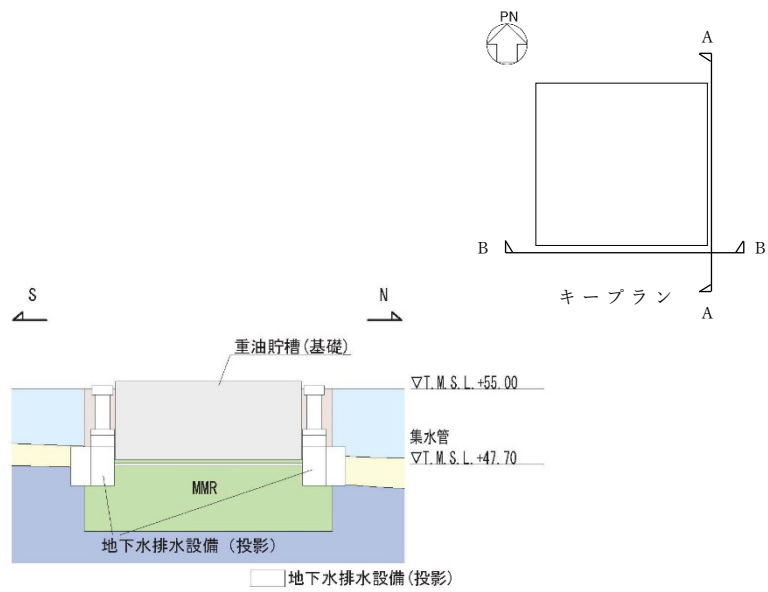 PN
A
B
B
キープラン
A
S
N
重油貯槽(基礎)
▽T.M.S.L.+55.00
集水管
▽T.M.S.L.+47.70
MMR
地下水排水設備(投影)
地下水排水設備(投影)